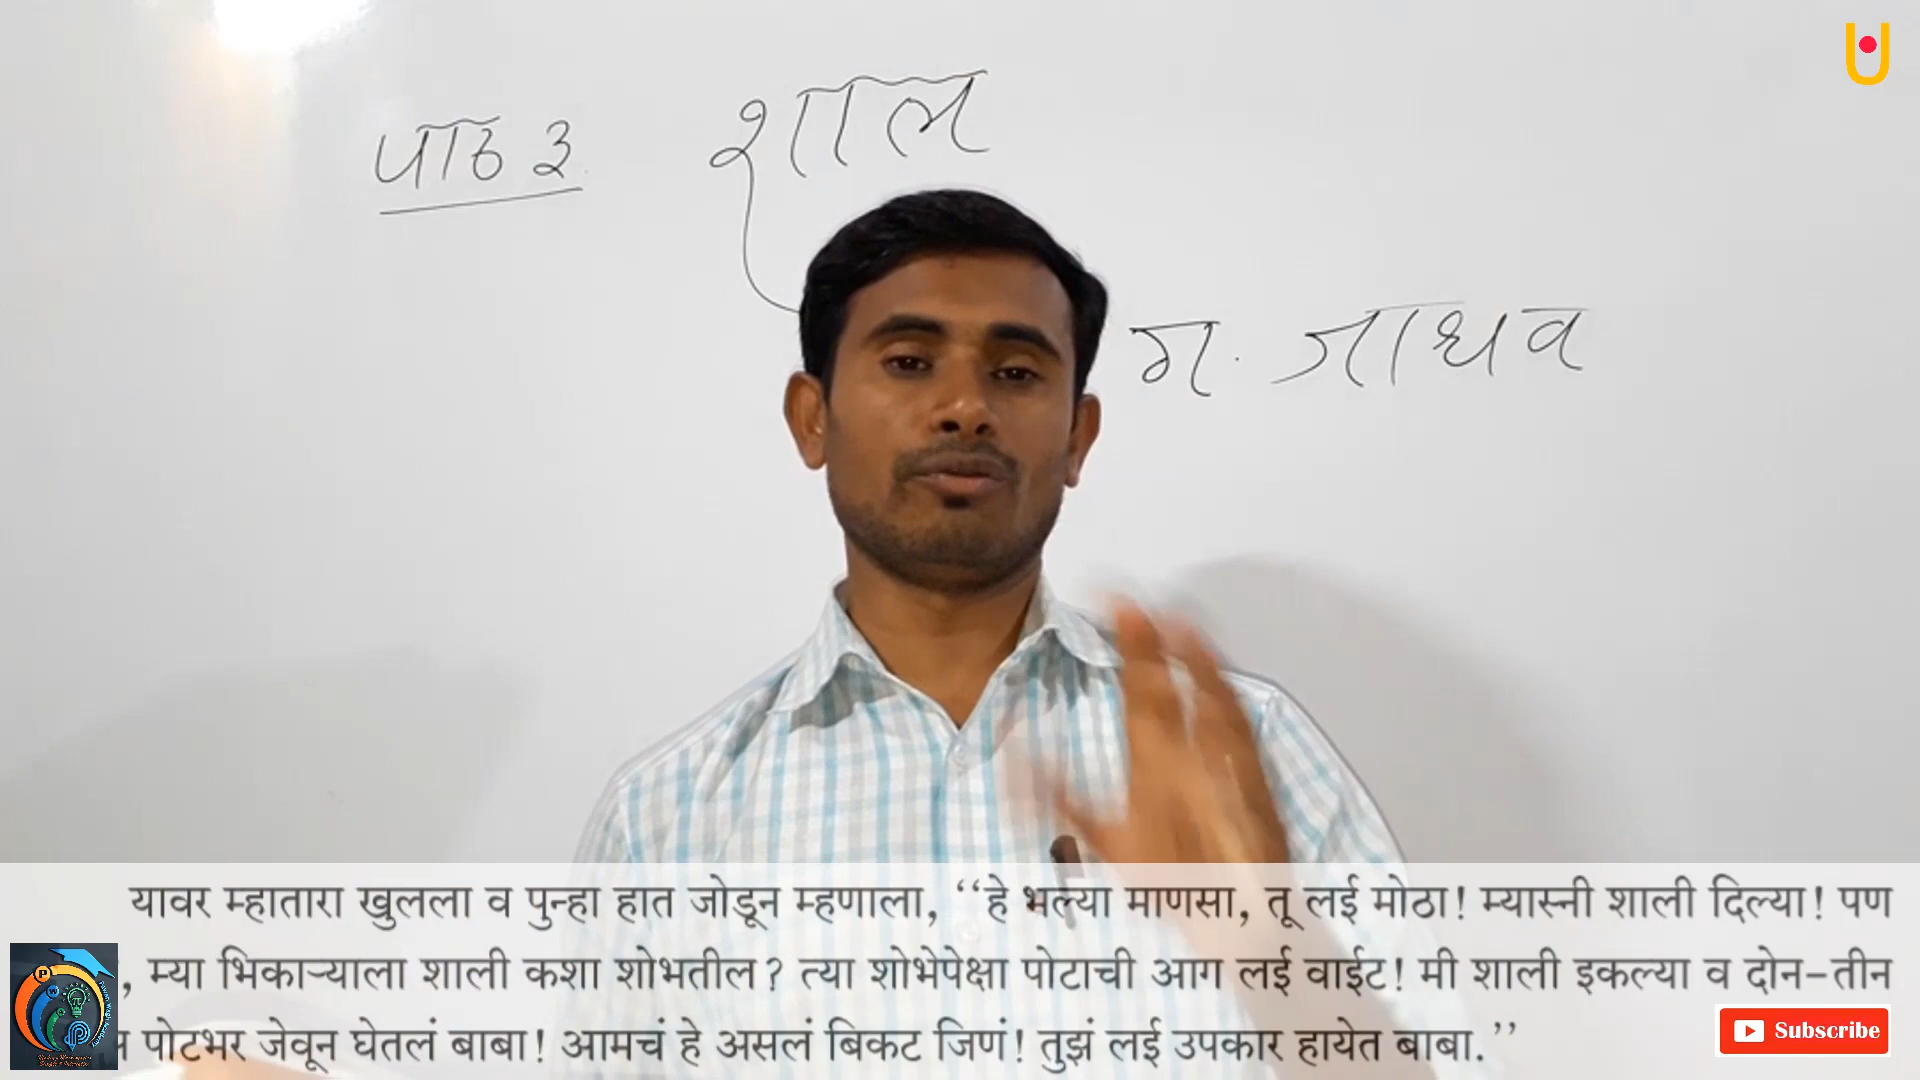 पाठ ३ शाल
ग. जाधव
यावर म्हातारा खुलला व पुन्हा हात जोडून म्हणाला, ‘‘हे भल्या माणसा, तू लई मोठा! म्यास्नी शाली दिल्या! पण
, म्या भिकाऱ्याला शाली कशा शोभतील? त्या शोभेपेक्षा पोटाची आग लई वाईट! मी शाली इकल्या व दोन-तीन
पोटभर जेवून घेतलं बाबा! आमचं हे असलं बिकट जिणं! तुझं लई उपकार हायेत बाबा.’’
Subscribe